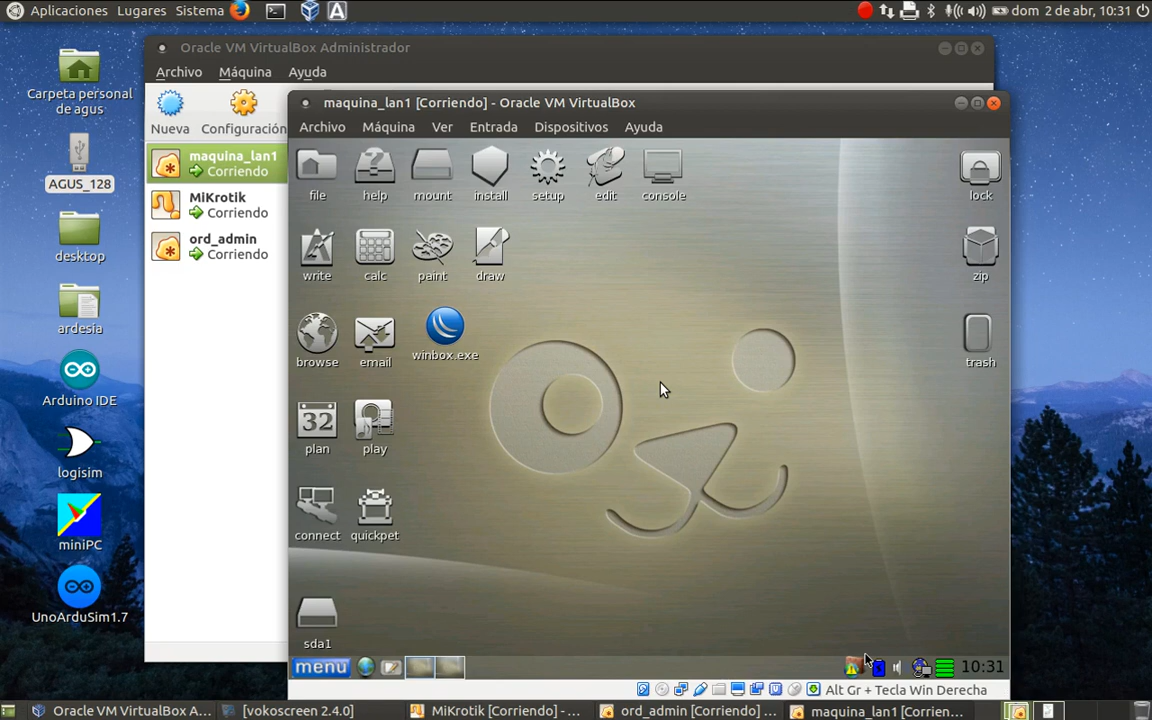 Aplicaciones Lugares Sistema dom 2 de abr, 10:31
Oracle VM VirtualBox Administrador
Archivo Máquina Ayuda
Nueva Configuración
maquina_lan1
Corriendo
MiKrotik
Corriendo
ord_admin
Corriendo
Carpeta personal
de agus
AGUS_128
desktop
ardesia
Arduino IDE
logisim
miniPC
UnoArduSim1.7
maquina_lan1 [Corriendo] - Oracle VM VirtualBox
Archivo Máquina Ver Entrada Dispositivos Ayuda
file help mount install setup edit console lock
write calc paint draw zip
browse email winbox.exe trash
32
plan play
connect quickpet
sda1
menu 10:31
Alt Gr + Tecla Win Derecha
Oracle VM VirtualBox A... [vokoscreen 2.4.0] MiKrotik [Corriendo] - ... ord_admin [Corriendo] ... maquina_lan1 [Corrien...